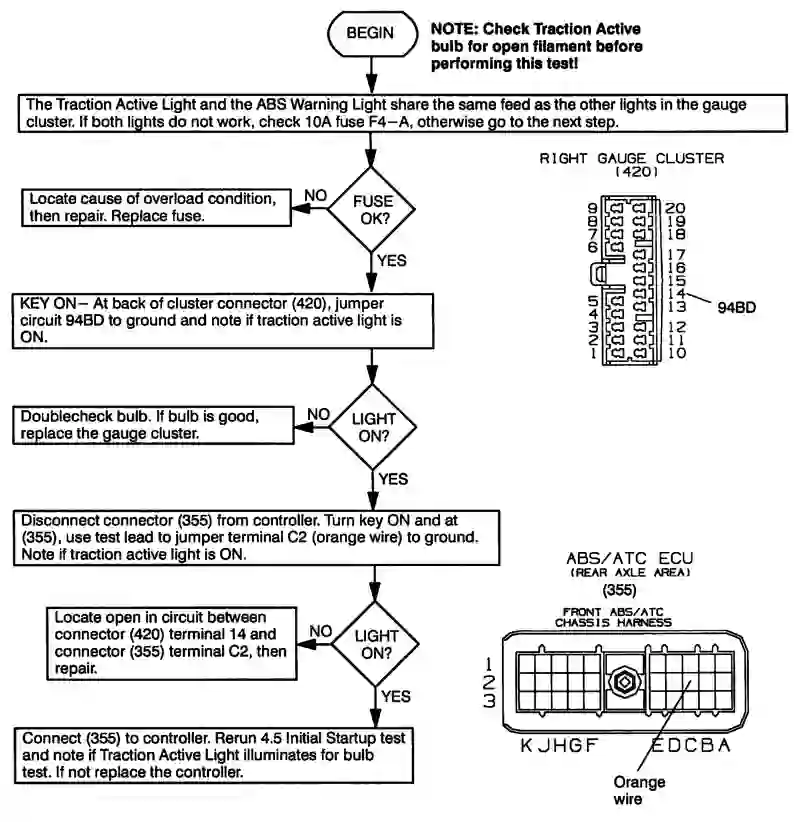 BEGIN
NOTE: Check Traction Active
bulb for open filament before
performing this test!
The Traction Active Light and the ABS Warning Light share the same feed as the other lights in the gauge
cluster. If both lights do not work, check 10A fuse F4-A, otherwise go to the next step.
RIGHT GAUGE CLUSTER
(420)
Locate cause of overload condition,
then repair. Replace fuse.
NO
FUSE
OK?
YES
9 20
8 19
7 18
6
17
16
15
5 14
4 13
3 12
2 11
1 10
94BD
KEY ON- At back of cluster connector (420), jumper
circuit 94BD to ground and note if traction active light is
ON.
Doublecheck bulb. If bulb is good,
replace the gauge cluster.
NO
LIGHT
ON?
YES
Disconnect connector (355) from controller. Turn key ON and at
(355), use test lead to jumper terminal C2 (orange wire) to ground.
Note if traction active light is ON.
ABS/ATC ECU
(REAR AXLE AREA)
(355)
FRONT ABS/ATC
CHASSIS HARNESS
Locate open in circuit between
connector (420) terminal 14 and
connector (355) terminal C2, then
repair.
NO
LIGHT
ON?
YES
1
2
3
KJHGF EDCBA
Orange
wire
Connect (355) to controller. Rerun 4.5 Initial Startup test
and note if Traction Active Light illuminates for bulb
test. If not replace the controller.